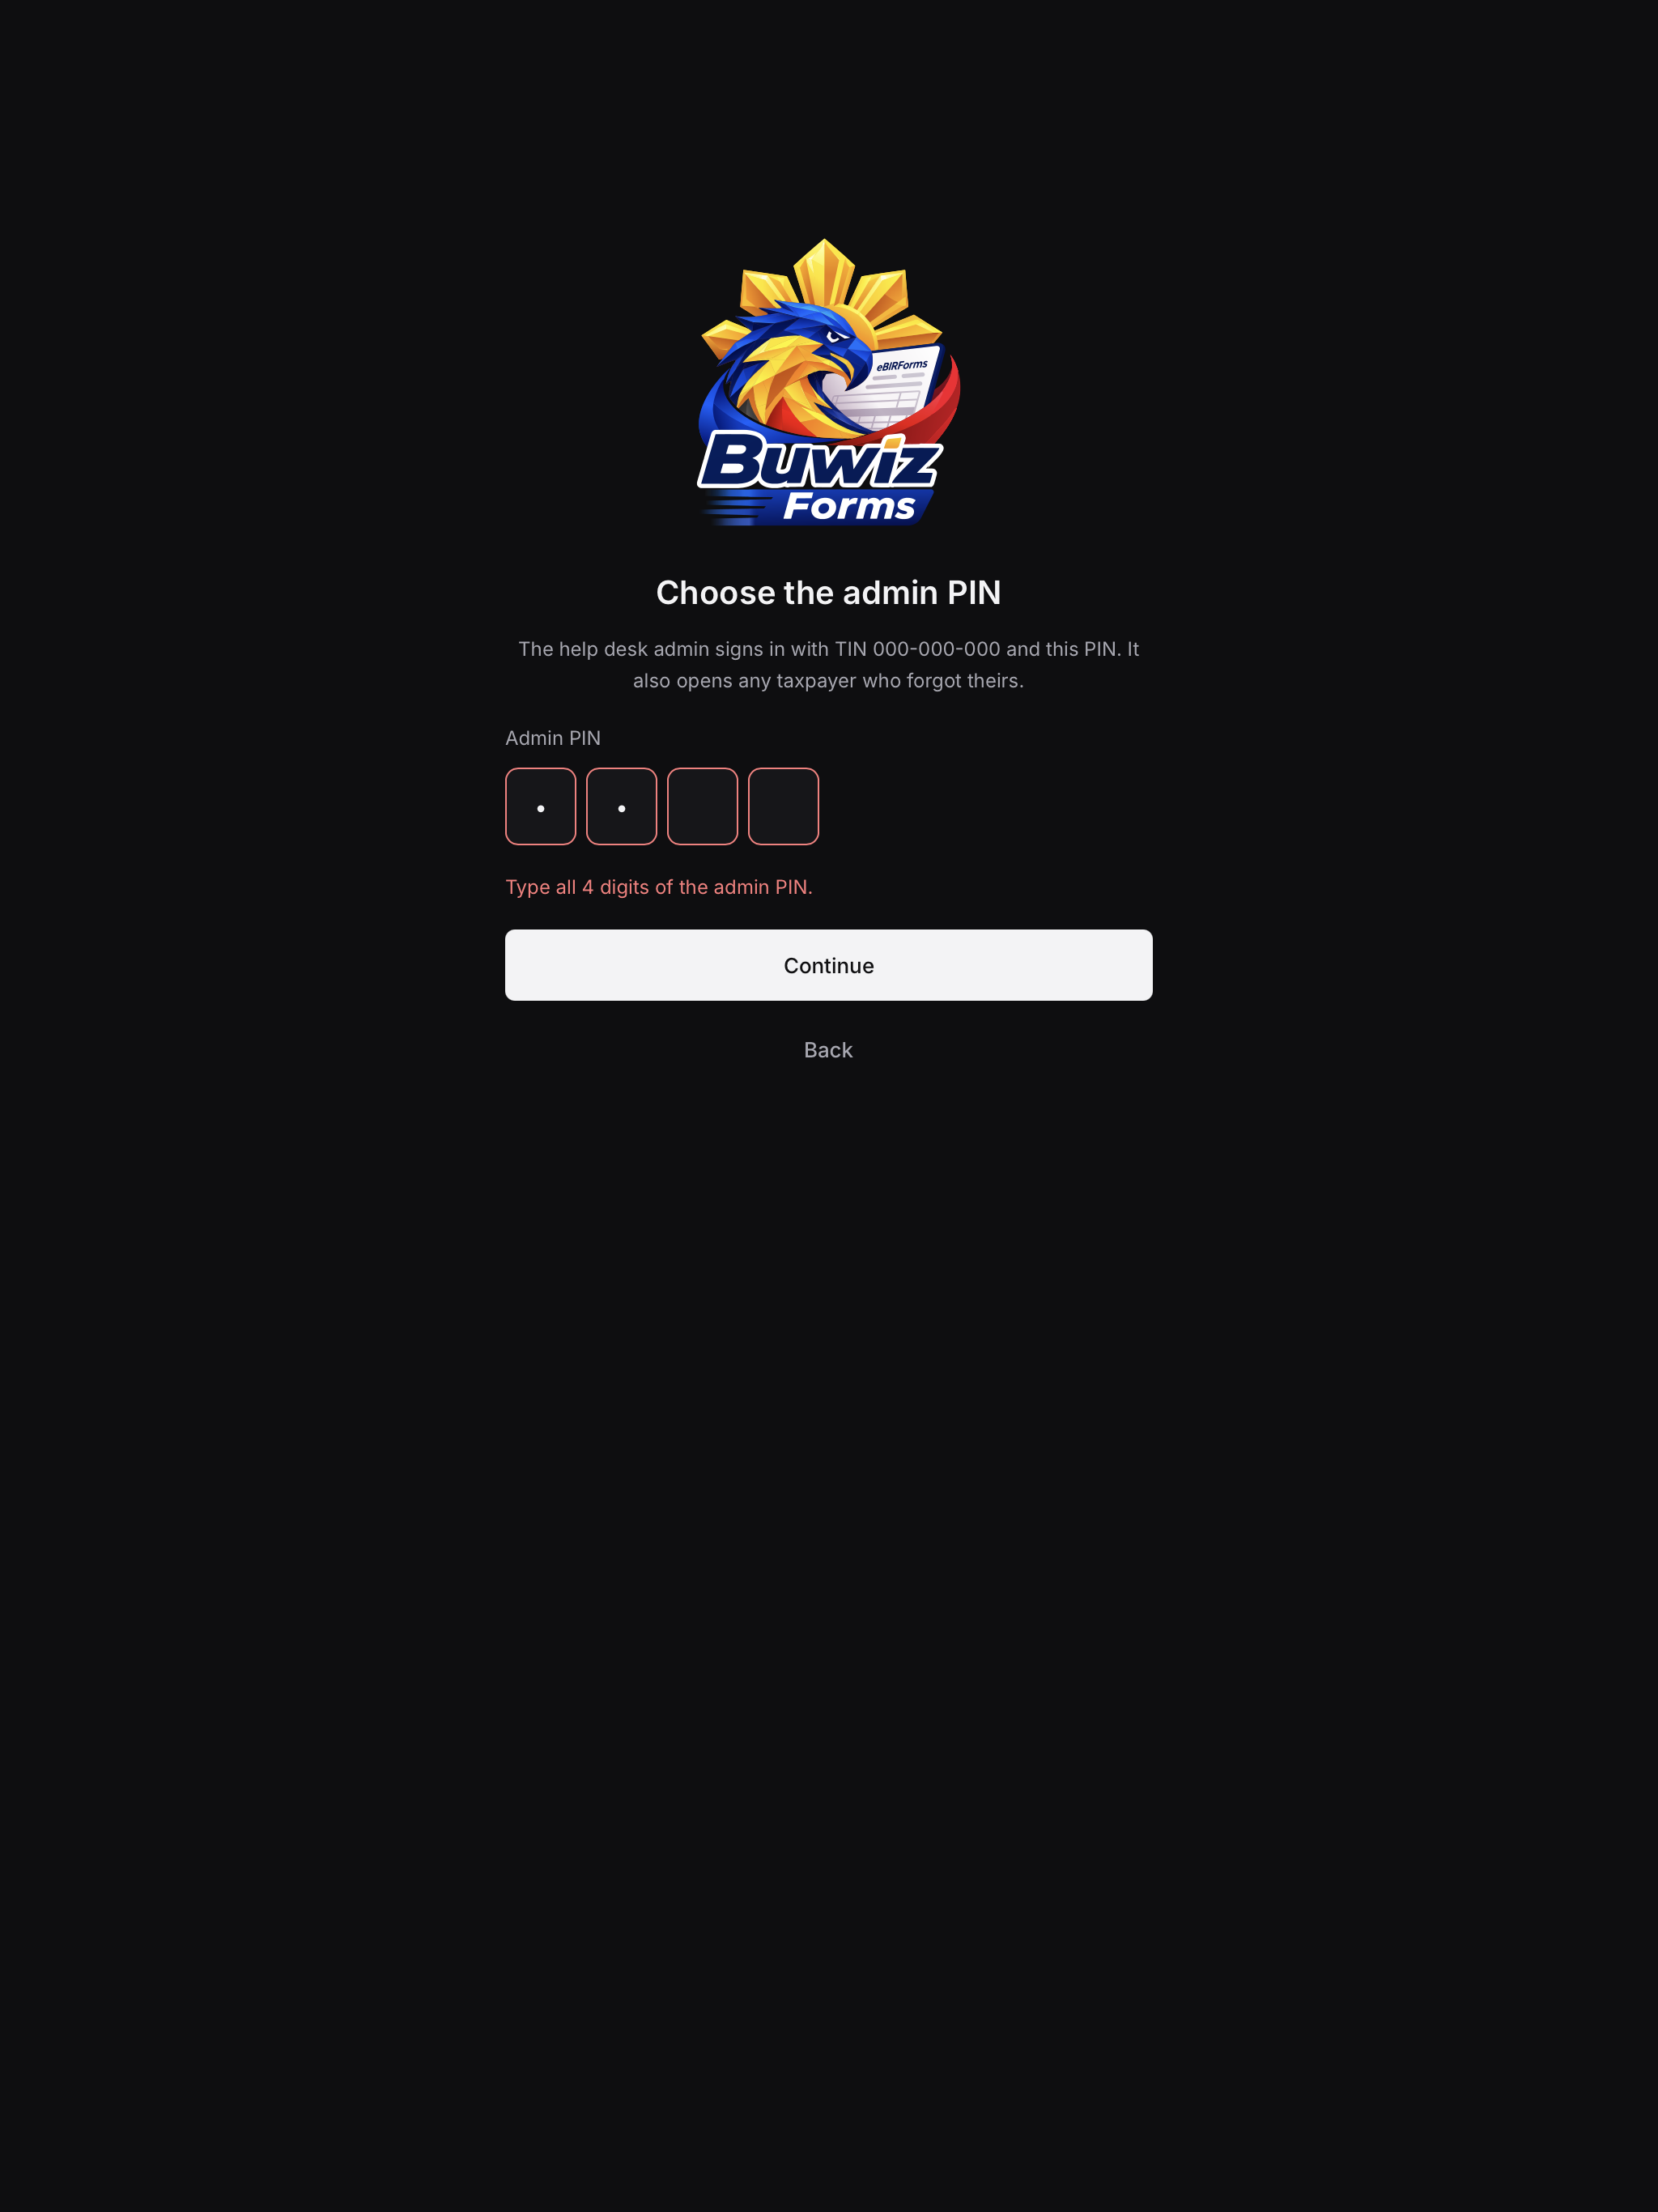 eBIRForms
Buwiz
Forms
Choose the admin PIN
The help desk admin signs in with TIN 000-000-000 and this PIN. It
also opens any taxpayer who forgot theirs.
Admin PIN
Type all 4 digits of the admin PIN.
Continue
Back